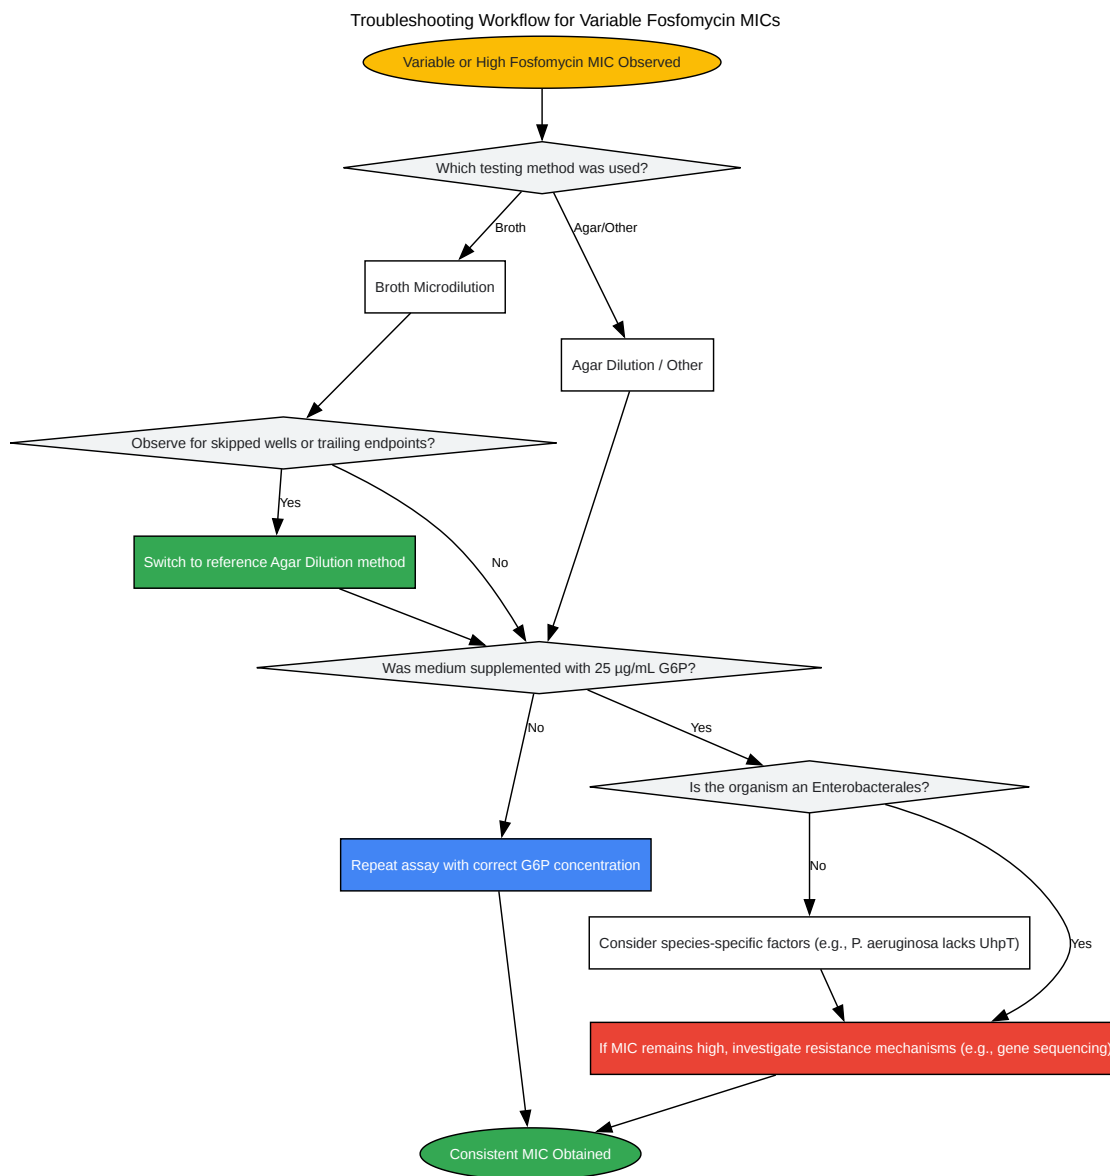 Troubleshooting Workflow for Variable Fosfomycin MICs
Variable or High Fosfomycin MIC Observed
Which testing method was used?
Broth
Agar/Other
Broth Microdilution
Agar Dilution / Other
Observe for skipped wells or trailing endpoints?
Yes
Switch to reference Agar Dilution method
No
Was medium supplemented with 25 µg/mL G6P?
No
Yes
Is the organism an Enterobacterales?
Repeat assay with correct G6P concentration
No
Consider species-specific factors (e.g., P. aeruginosa lacks UhpT)
Yes
If MIC remains high, investigate resistance mechanisms (e.g., gene sequencing)
Consistent MIC Obtained